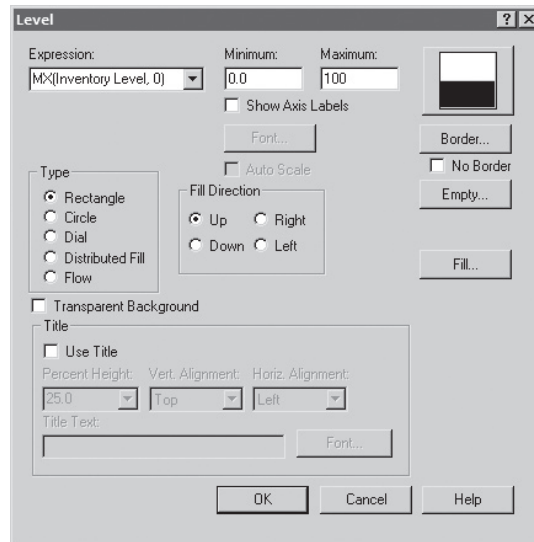 Level
Expression:
Minimum:
Maximum:
MX(Inventory Level, 0)
0.0
100
Show Axis Labels
Font...
Border...
Auto Scale
No Border
Type
Rectangle
Circle
Dial
Distributed Fill
Flow
Fill Direction
Up
Right
Down
Left
Empty...
Fill...
Transparent Background
Title
Use Title
Percent Height:
Vert. Alignment:
Horiz. Alignment:
25.0
Top
Left
Title Text:
Font...
OK
Cancel
Help